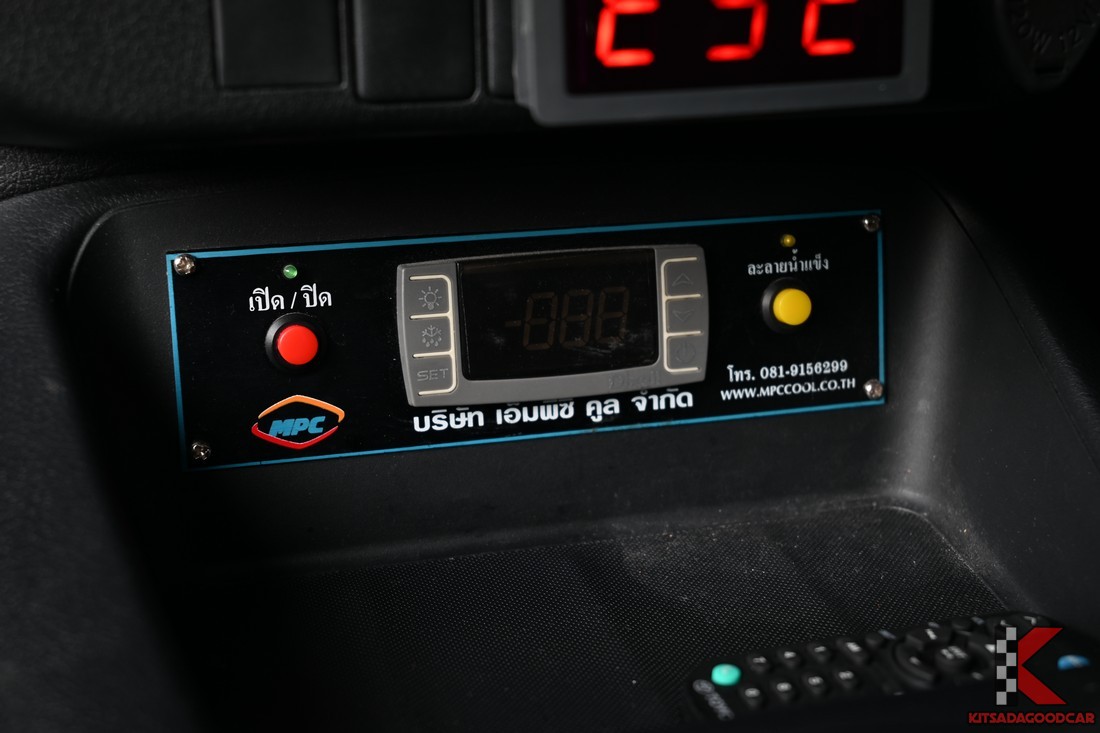 เปิด / ปิด
ละลายน้ำแข็ง
SET
MPC
บริษัท เอ็มพีซี คูล จำกัด
โทร. 081-9156299
WWW.MPCCOOL.CO.TH
KITSADAGOODCAR